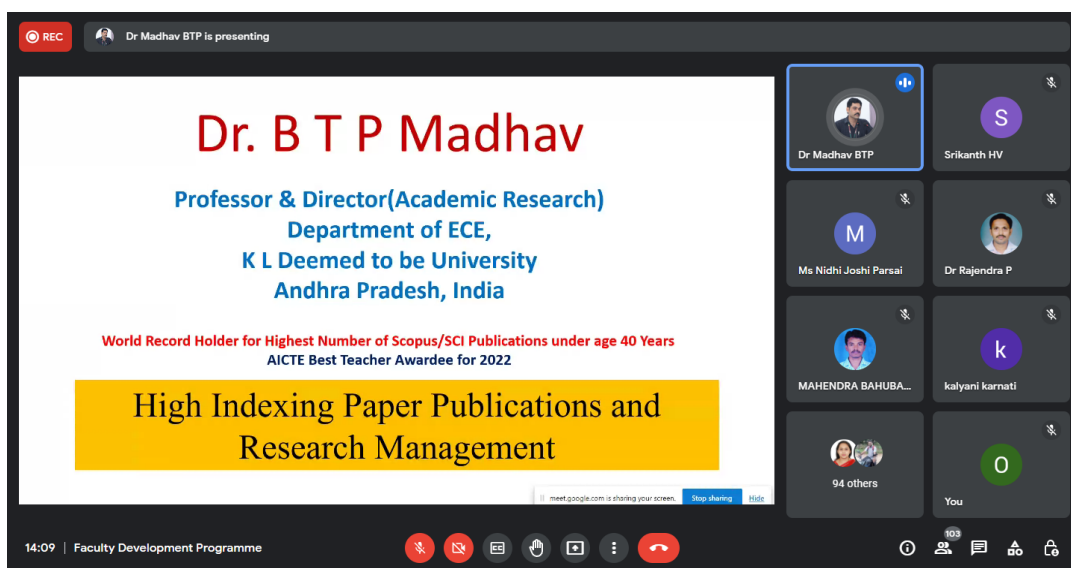 REC
Dr Madhav BTP is presenting
Dr. B T P Madhav
Professor & Director(Academic Research)
Department of ECE,
K L Deemed to be University
Andhra Pradesh, India
World Record Holder for Highest Number of Scopus/SCI Publications under age 40 Years
AICTE Best Teacher Awardee for 2022
High Indexing Paper Publications and
Research Management
meet.google.com is sharing your screen.
Stop sharing
Hide
Dr Madhav BTP
S
Srikanth HV
M
Ms Nidhi Joshi Parsai
Dr Rajendra P
MAHENDRA BAHUBA...
k
kalyani karnati
94 others
O
You
14:09 | Faculty Development Programme
CC
103